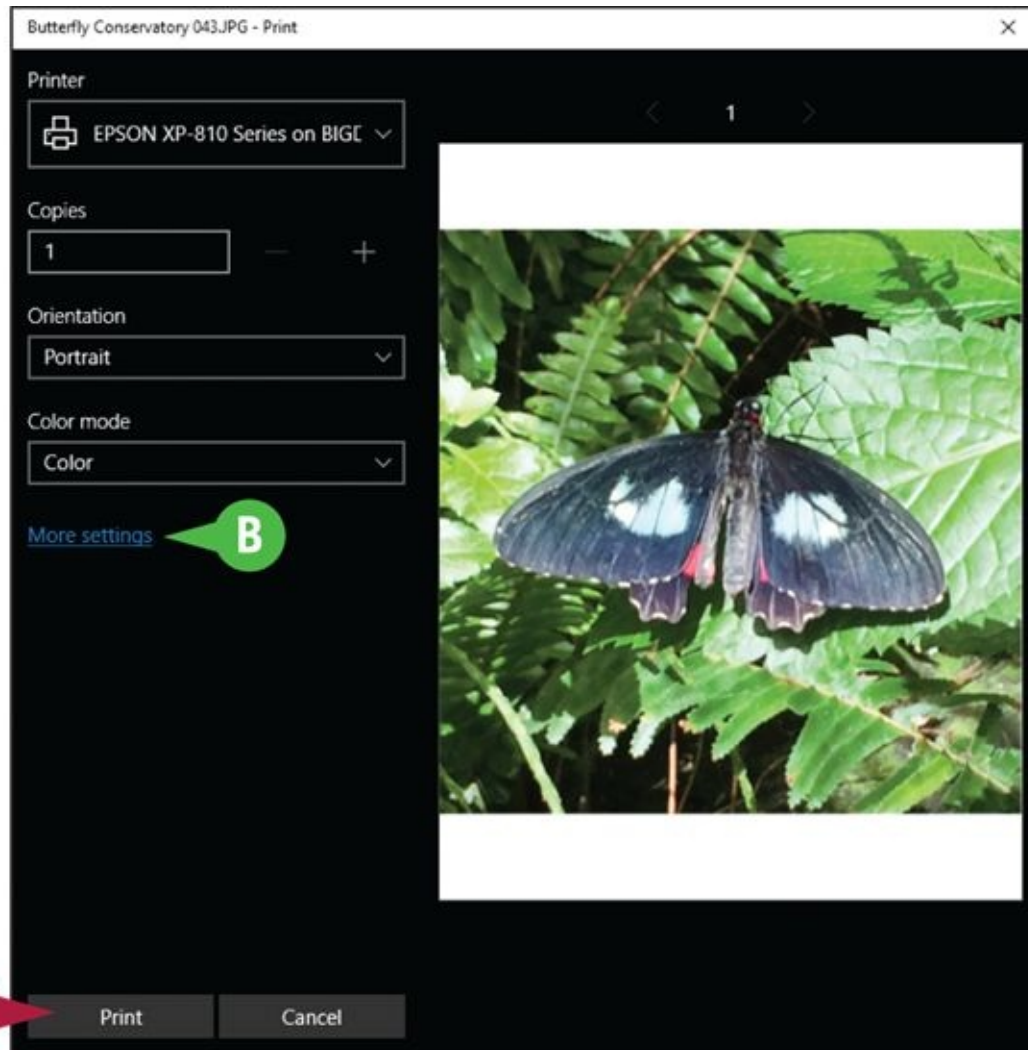 Butterfly Conservatory 043.JPG - Print
Printer
EPSON XP-810 Series on BIGD
1
Copies
1
Orientation
Portrait
Color mode
Color
More settings
B
Print
Cancel